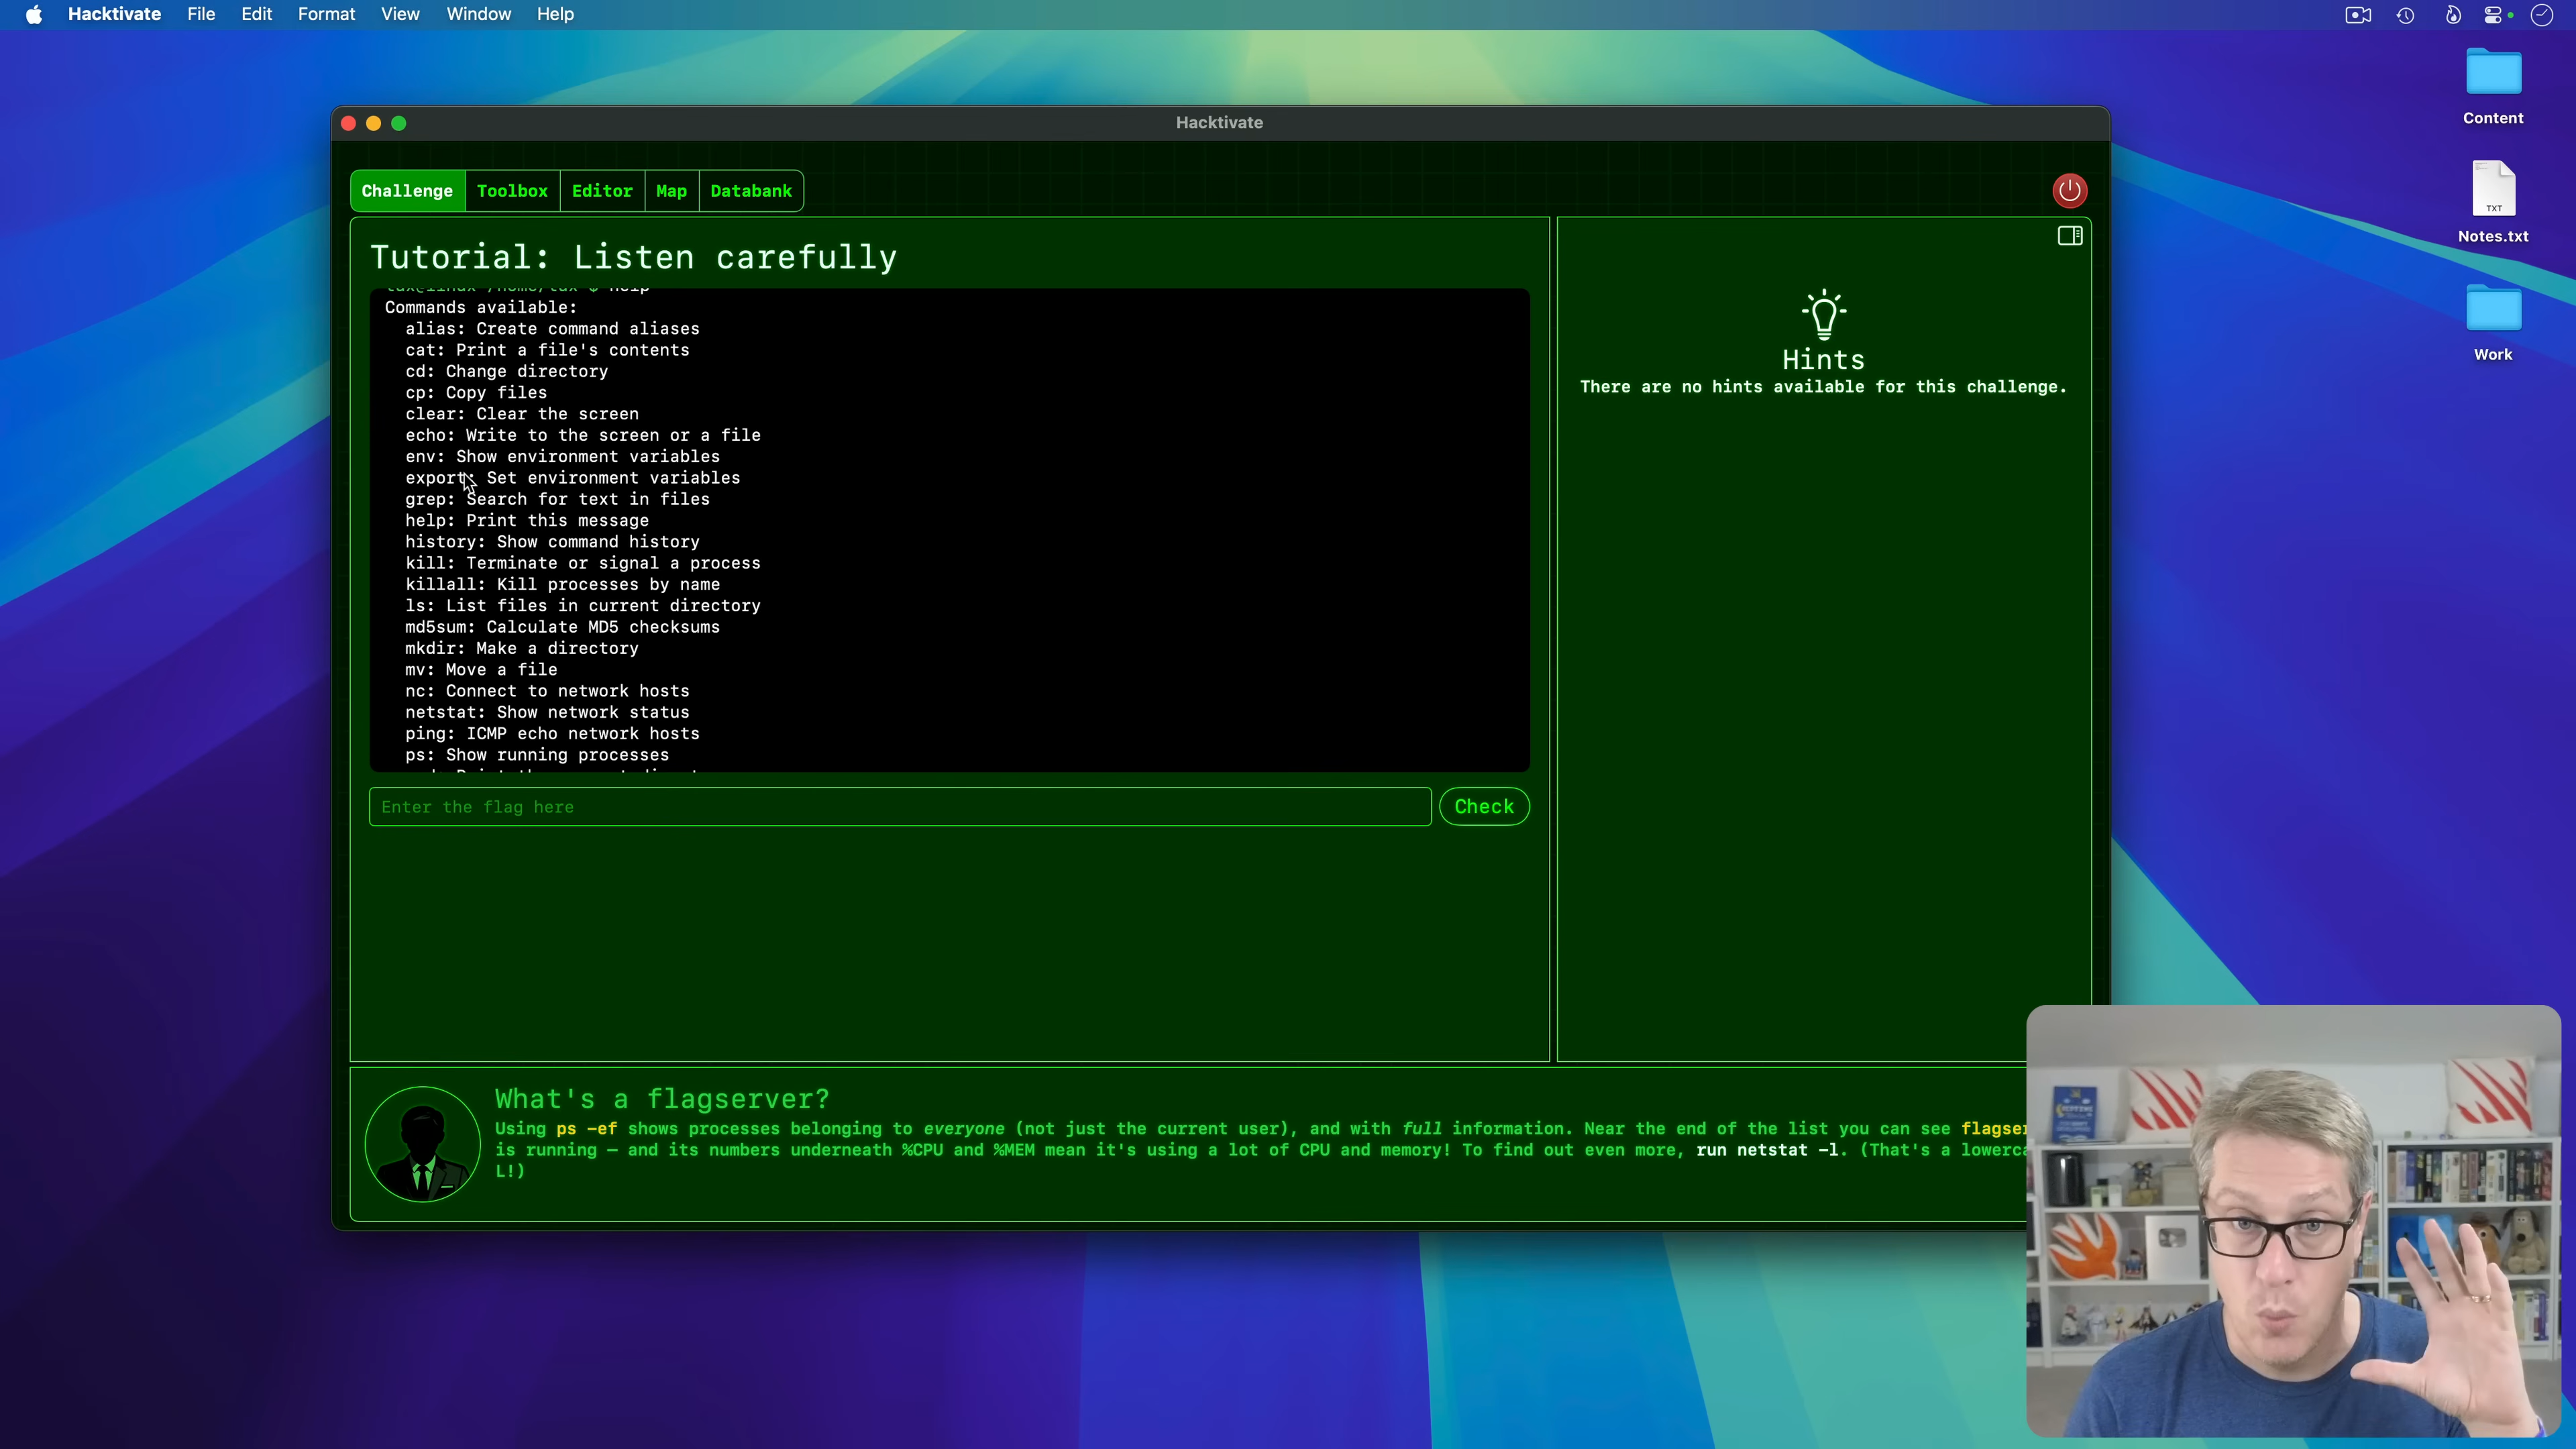 Hacktivate File Edit Format View Window Help
Content
TXT
Notes.txt
Work
Hacktivate
Challenge Toolbox Editor Map Databank
Tutorial: Listen carefully
Commands available:
alias: Create command aliases
cat: Print a file's contents
cd: Change directory
cp: Copy files
clear: Clear the screen
echo: Write to the screen or a file
env: Show environment variables
export: Set environment variables
grep: Search for text in files
help: Print this message
history: Show command history
kill: Terminate or signal a process
killall: Kill processes by name
ls: List files in current directory
md5sum: Calculate MD5 checksums
mkdir: Make a directory
mv: Move a file
nc: Connect to network hosts
netstat: Show network status
ping: ICMP echo network hosts
ps: Show running processes
Enter the flag here
Check
Hints
There are no hints available for this challenge.
What's a flagserver?
Using ps -ef shows processes belonging to everyone (not just the current user), and with full information. Near the end of the list you can see flagser
is running — and its numbers underneath %CPU and %MEM mean it's using a lot of CPU and memory! To find out even more, run netstat -l. (That's a lowerca
L!)